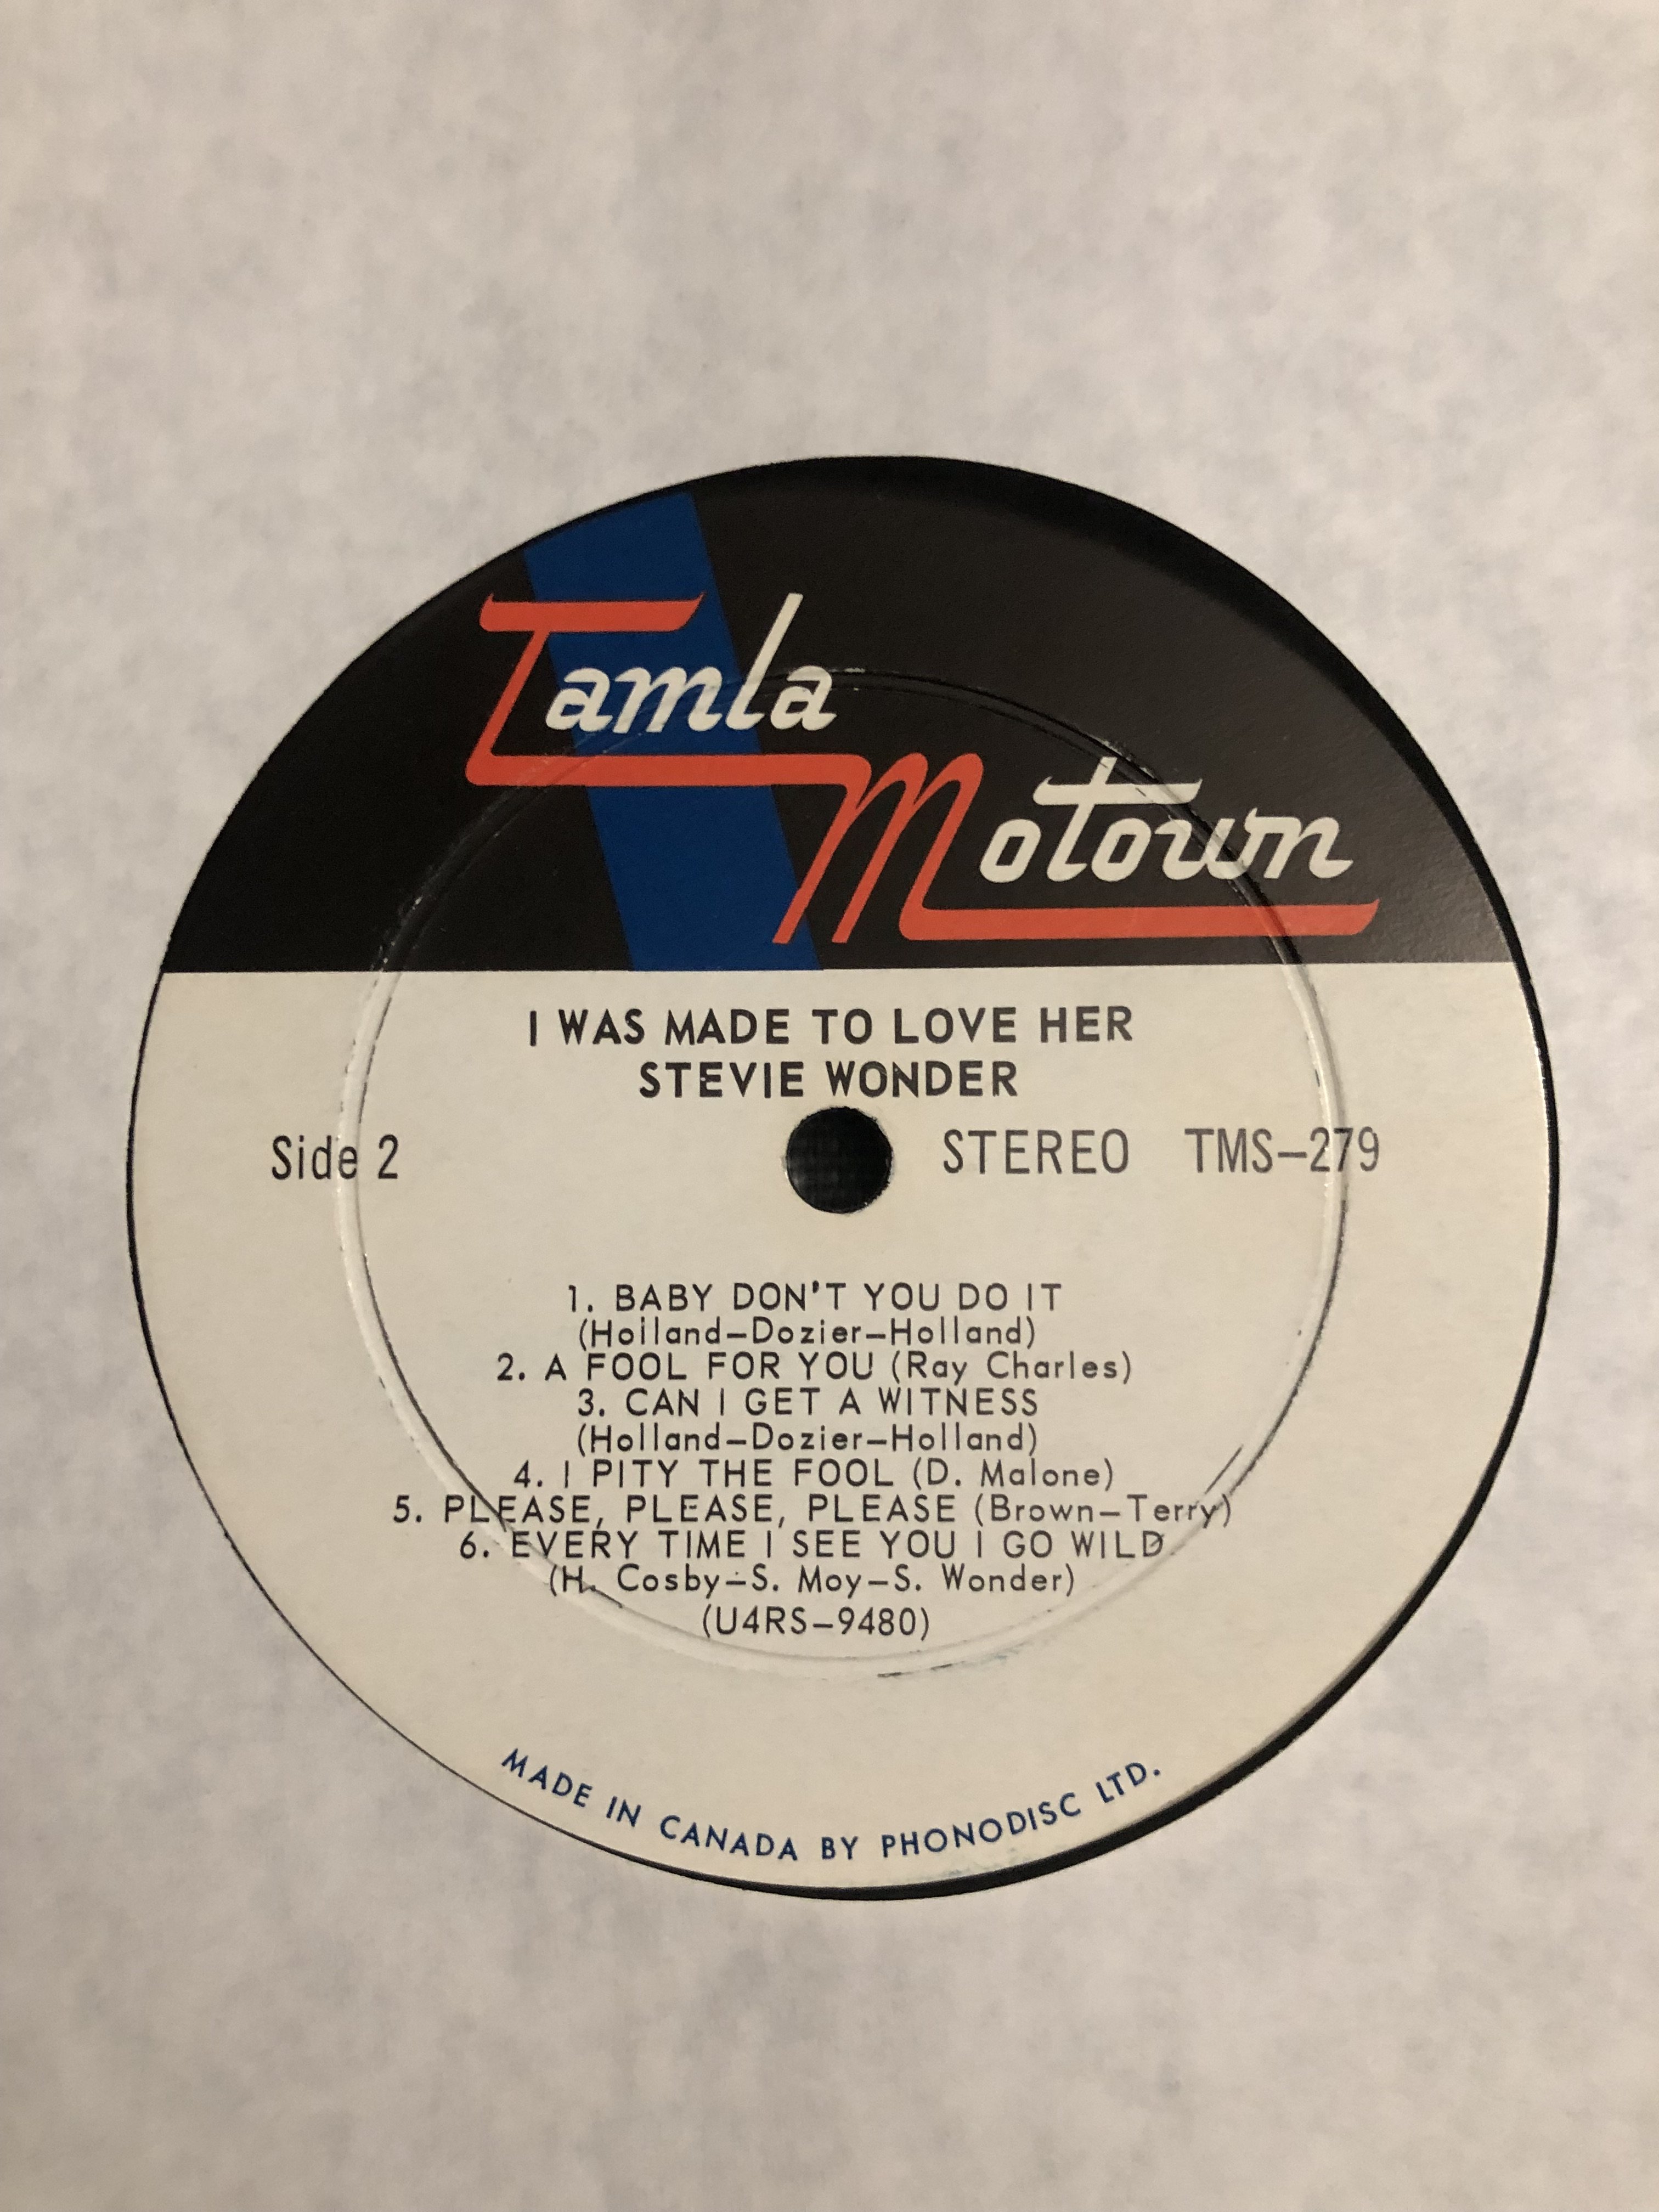 Tamla
Motown
I WAS MADE TO LOVE HER
STEVIE WONDER
Side 2 STEREO TMS–279
1. BABY DON'T YOU DO IT
(Holland–Dozier–Holland)
2. A FOOL FOR YOU (Ray Charles)
3. CAN I GET A WITNESS
(Holland–Dozier–Holland)
4. I PITY THE FOOL (D. Malone)
5. PLEASE, PLEASE, PLEASE (Brown–Terry)
6. EVERY TIME I SEE YOU I GO WILD
(H. Cosby–S. Moy–S. Wonder)
(U4RS–9480)
MADE IN CANADA BY PHONODISC LTD.